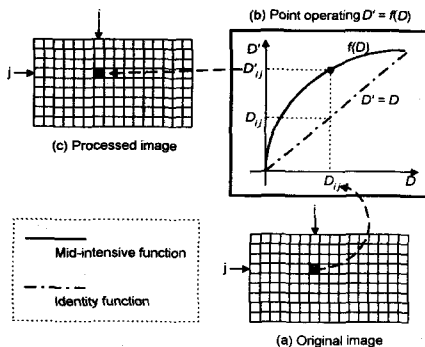 (b) Point operating D' = f(D)
D'
f(D)
D'ij
D' = D
Dij
Dij
D
i
j
(c) Processed image
Mid-intensive function
Identity function
i
j
(a) Original image